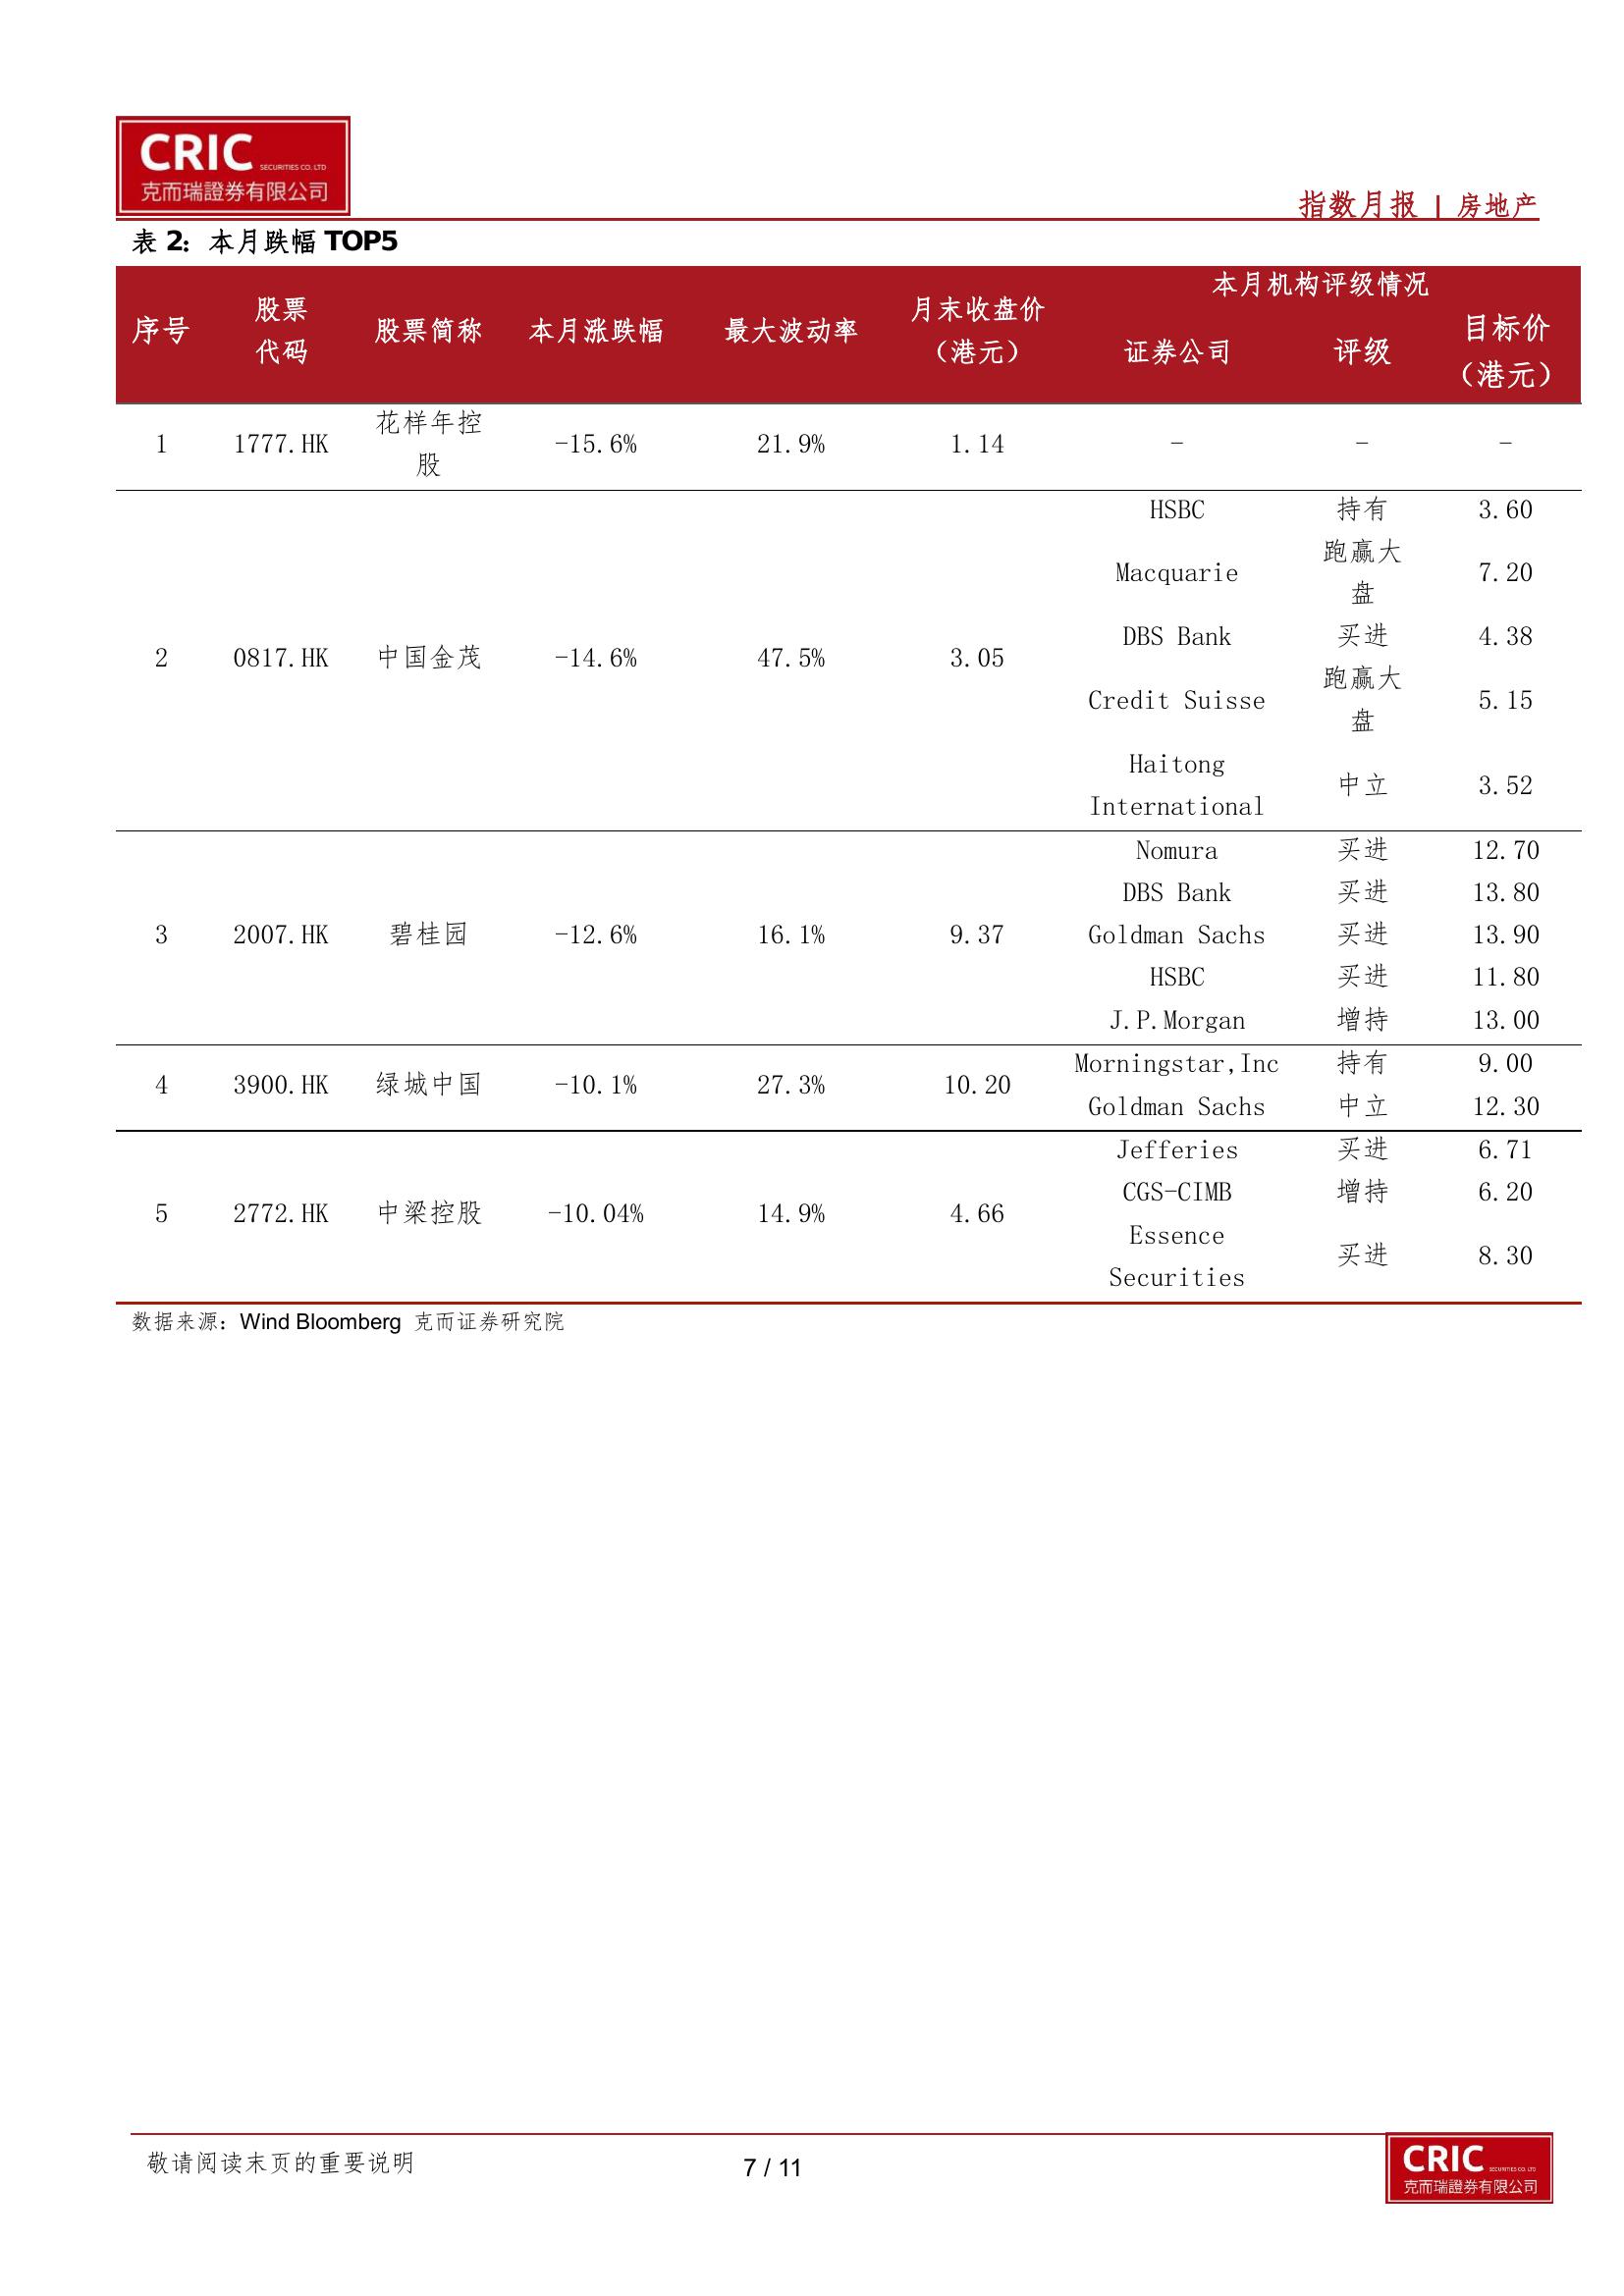 CRIC SECURITIES CO. LTD
克而瑞證券有限公司
指数月报 | 房地产
表 2：本月跌幅 TOP5
序号 股票代码 股票简称 本月涨跌幅 最大波动率 月末收盘价（港元） 本月机构评级情况
证券公司 评级 目标价（港元）
1 1777.HK 花样年控股 -15.6% 21.9% 1.14 - - -
2 0817.HK 中国金茂 -14.6% 47.5% 3.05
HSBC 持有 3.60
Macquarie 跑赢大盘 7.20
DBS Bank 买进 4.38
Credit Suisse 跑赢大盘 5.15
Haitong International 中立 3.52
3 2007.HK 碧桂园 -12.6% 16.1% 9.37
Nomura 买进 12.70
DBS Bank 买进 13.80
Goldman Sachs 买进 13.90
HSBC 买进 11.80
J.P.Morgan 增持 13.00
4 3900.HK 绿城中国 -10.1% 27.3% 10.20
Morningstar,Inc 持有 9.00
Goldman Sachs 中立 12.30
5 2772.HK 中梁控股 -10.04% 14.9% 4.66
Jefferies 买进 6.71
CGS-CIMB 增持 6.20
Essence Securities 买进 8.30
数据来源：Wind Bloomberg 克而证券研究院
敬请阅读末页的重要说明
7 / 11
CRIC SECURITIES CO. LTD
克而瑞證券有限公司